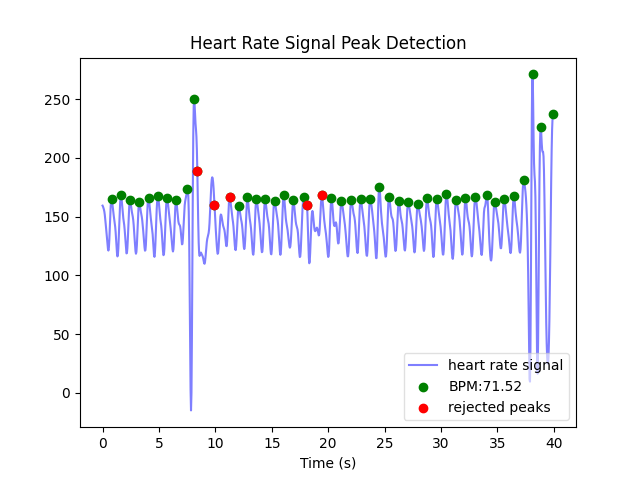 Heart Rate Signal Peak Detection
250
200
150
100
50
0
heart rate signal
BPM:71.52
rejected peaks
0 5 10 15 20 25 30 35 40
Time (s)